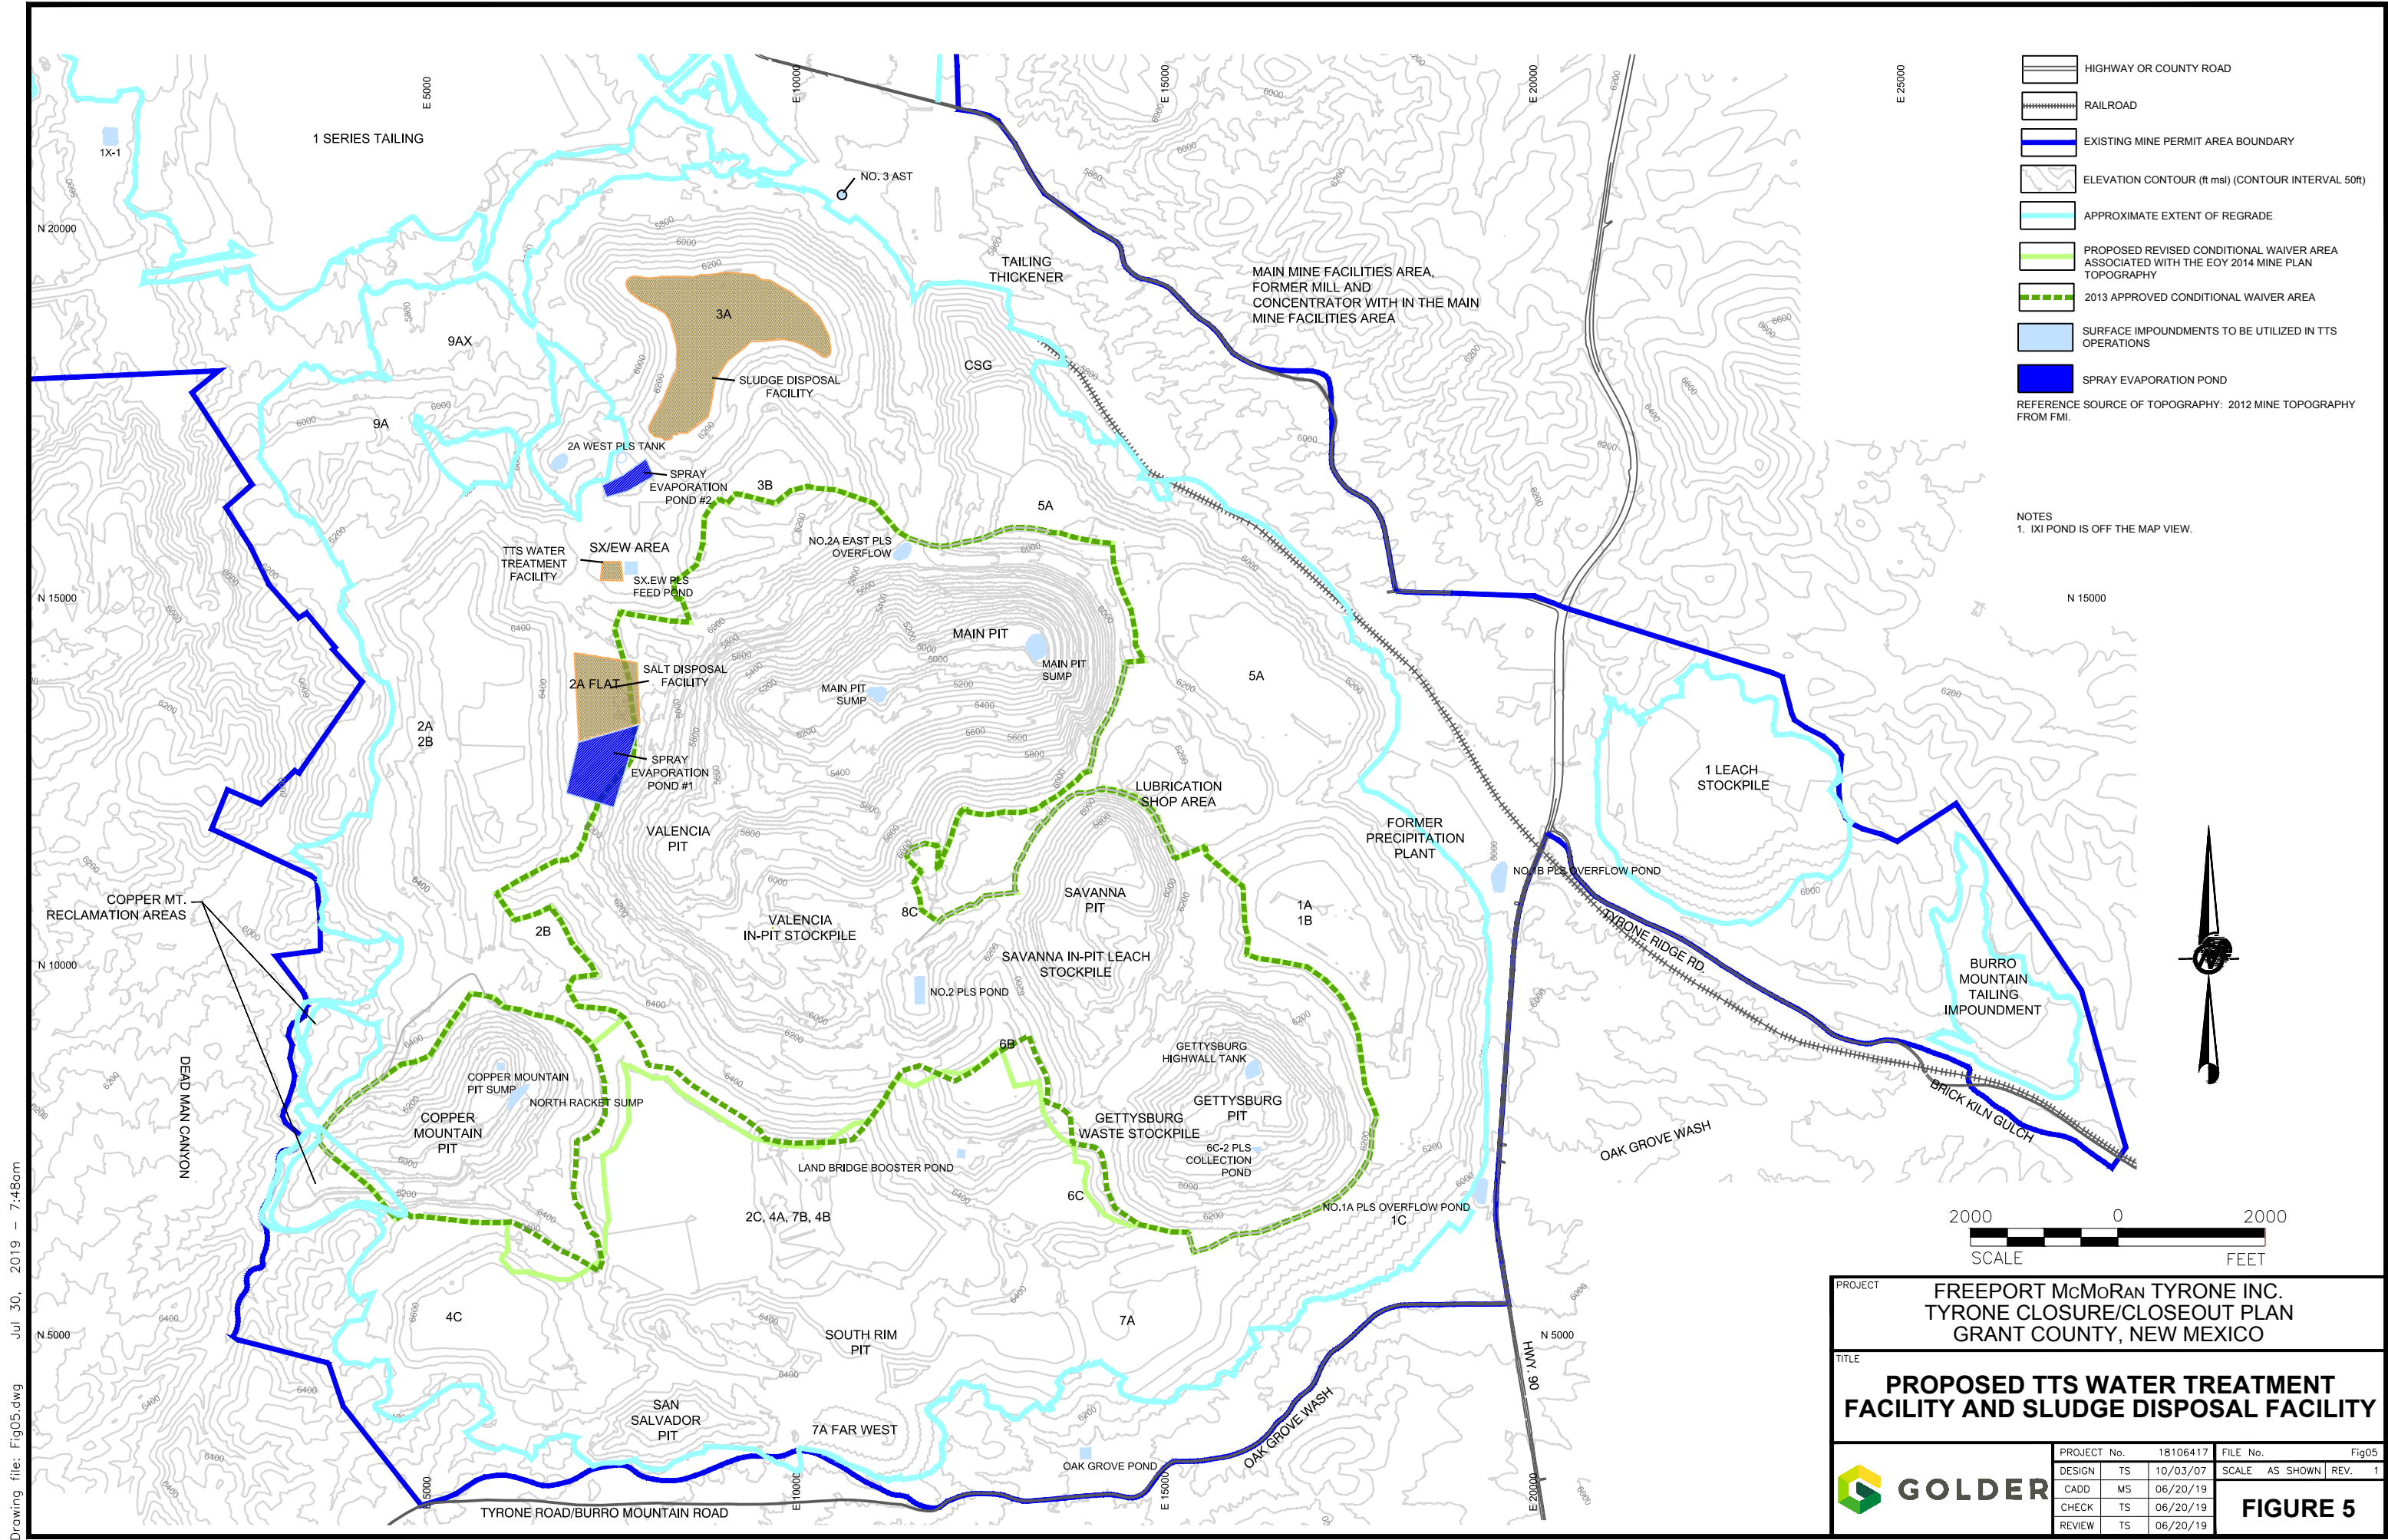 1 SERIES TAILING
1X-1
E 5000
E 10000
E 15000
E 20000
E 25000
NO. 3 AST
N 20000
TAILING
THICKENER
MAIN MINE FACILITIES AREA,
FORMER MILL AND
CONCENTRATOR WITH IN THE MAIN
MINE FACILITIES AREA
3A
9AX
CSG
SLUDGE DISPOSAL
FACILITY
9A
2A WEST PLS TANK
SPRAY
EVAPORATION
POND #2
3B
5A
NO.2A EAST PLS
OVERFLOW
TTS WATER
TREATMENT
FACILITY
SX/EW AREA
SX.EW PLS
FEED POND
N 15000
N 15000
MAIN PIT
MAIN PIT
SUMP
MAIN PIT
SUMP
5A
2A FLAT
SALT DISPOSAL
FACILITY
2A
2B
SPRAY
EVAPORATION
POND #1
VALENCIA
PIT
LUBRICATION
SHOP AREA
FORMER
PRECIPITATION
PLANT
1 LEACH
STOCKPILE
NO.1B PLS OVERFLOW POND
COPPER MT.
RECLAMATION AREAS
2B
VALENCIA
IN-PIT STOCKPILE
8C
SAVANNA
PIT
1A
1B
SAVANNA IN-PIT LEACH
STOCKPILE
TYRONE RIDGE RD.
N 10000
NO.2 PLS POND
BURRO
MOUNTAIN
TAILING
IMPOUNDMENT
6B
GETTYSBURG
HIGHWALL TANK
DEAD MAN CANYON
COPPER MOUNTAIN
PIT SUMP
NORTH RACKET SUMP
COPPER
MOUNTAIN
PIT
GETTYSBURG
PIT
GETTYSBURG
WASTE STOCKPILE
6C-2 PLS
COLLECTION
POND
BRICK KILN GULCH
OAK GROVE WASH
LAND BRIDGE BOOSTER POND
6C
2C, 4A, 7B, 4B
NO.1A PLS OVERFLOW POND
1C
4C
SOUTH RIM
PIT
7A
N 5000
N 5000
HWY. 90
SAN
SALVADOR
PIT
7A FAR WEST
OAK GROVE POND
OAK GROVE WASH
E 5000
E 10000
E 15000
E 20000
TYRONE ROAD/BURRO MOUNTAIN ROAD
HIGHWAY OR COUNTY ROAD
RAILROAD
EXISTING MINE PERMIT AREA BOUNDARY
ELEVATION CONTOUR (ft msl) (CONTOUR INTERVAL 50ft)
APPROXIMATE EXTENT OF REGRADE
PROPOSED REVISED CONDITIONAL WAIVER AREA
ASSOCIATED WITH THE EOY 2014 MINE PLAN
TOPOGRAPHY
2013 APPROVED CONDITIONAL WAIVER AREA
SURFACE IMPOUNDMENTS TO BE UTILIZED IN TTS
OPERATIONS
SPRAY EVAPORATION POND
REFERENCE SOURCE OF TOPOGRAPHY: 2012 MINE TOPOGRAPHY
FROM FMI.
NOTES
1. IXI POND IS OFF THE MAP VIEW.
2000 0 2000
SCALE FEET
PROJECT
FREEPORT McMoRan TYRONE INC.
TYRONE CLOSURE/CLOSEOUT PLAN
GRANT COUNTY, NEW MEXICO
TITLE
PROPOSED TTS WATER TREATMENT
FACILITY AND SLUDGE DISPOSAL FACILITY
GOLDER
PROJECT No. 18106417 FILE No. Fig05
DESIGN TS 10/03/07 SCALE AS SHOWN REV. 1
CADD MS 06/20/19
CHECK TS 06/20/19
REVIEW TS 06/20/19
FIGURE 5
Drawing file: Fig05.dwg Jul 30, 2019 – 7:48am